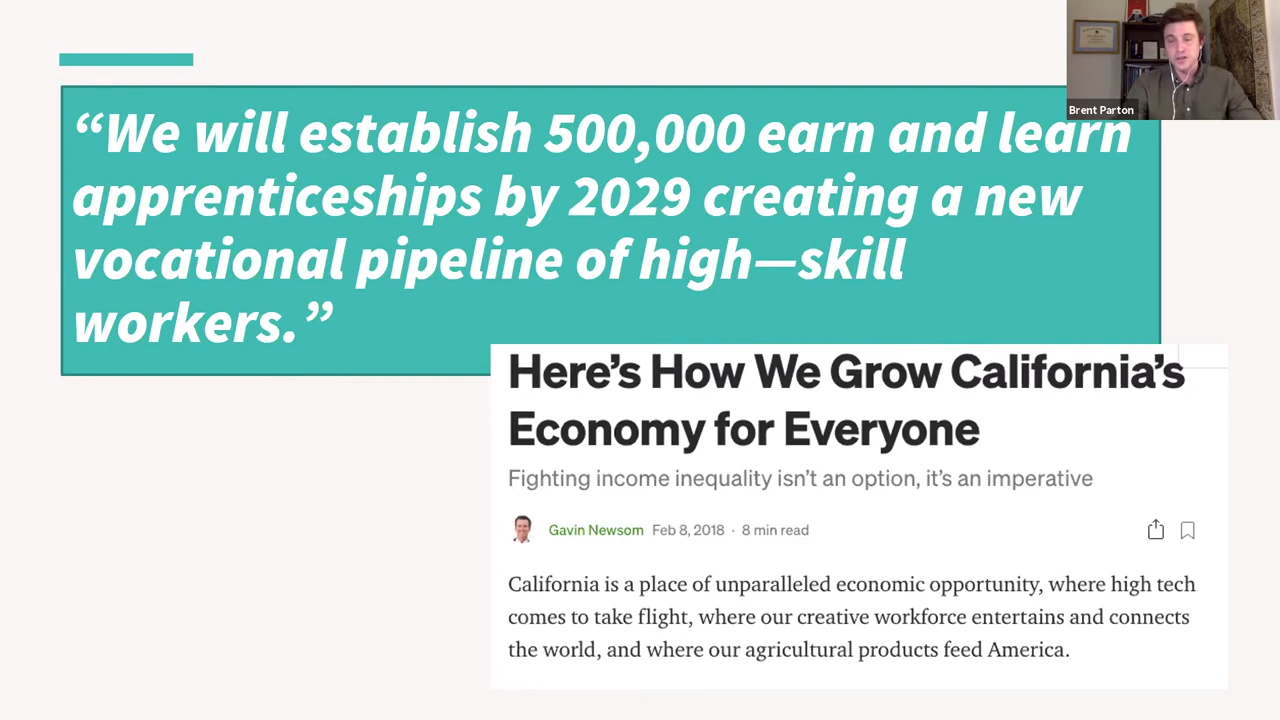 “We will establish 500,000 earn and learn
apprenticeships by 2029 creating a new
vocational pipeline of high—skill
workers.”
Brent Parton
Here’s How We Grow California’s
Economy for Everyone
Fighting income inequality isn’t an option, it’s an imperative
Gavin Newsom Feb 8, 2018 · 8 min read
California is a place of unparalleled economic opportunity, where high tech
comes to take flight, where our creative workforce entertains and connects
the world, and where our agricultural products feed America.